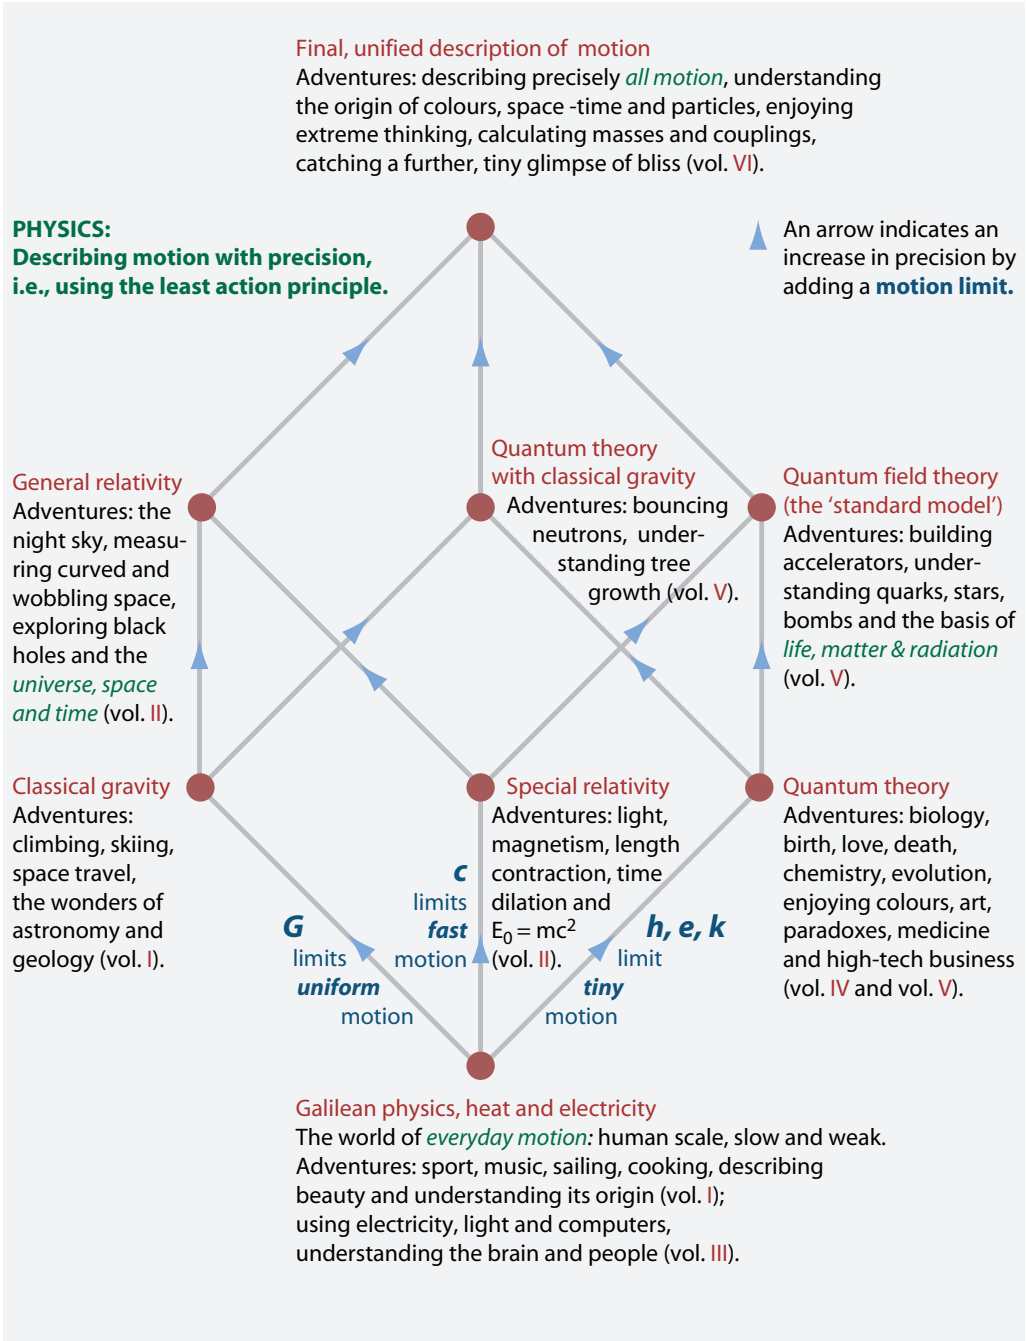 Final, unified description of motion
Adventures: describing precisely all motion, understanding
the origin of colours, space -time and particles, enjoying
extreme thinking, calculating masses and couplings,
catching a further, tiny glimpse of bliss (vol. VI).
PHYSICS:
Describing motion with precision,
i.e., using the least action principle.
An arrow indicates an
increase in precision by
adding a motion limit.
General relativity
Adventures: the
night sky, measu-
ring curved and
wobbling space,
exploring black
holes and the
universe, space
and time (vol. II).
Quantum theory
with classical gravity
Adventures: bouncing
neutrons, under-
standing tree
growth (vol. V).
Quantum field theory
(the ‘standard model’)
Adventures: building
accelerators, under-
standing quarks, stars,
bombs and the basis of
life, matter & radiation
(vol. V).
Classical gravity
Adventures:
climbing, skiing,
space travel,
the wonders of
astronomy and
geology (vol. I).
Special relativity
Adventures: light,
magnetism, length
contraction, time
dilation and
E₀ = mc²
(vol. II).
Quantum theory
Adventures: biology,
birth, love, death,
chemistry, evolution,
enjoying colours, art,
paradoxes, medicine
and high-tech business
(vol. IV and vol. V).
G
limits
uniform
motion
c
limits
fast
motion
h, e, k
limit
tiny
motion
Galilean physics, heat and electricity
The world of everyday motion: human scale, slow and weak.
Adventures: sport, music, sailing, cooking, describing
beauty and understanding its origin (vol. I);
using electricity, light and computers,
understanding the brain and people (vol. III).